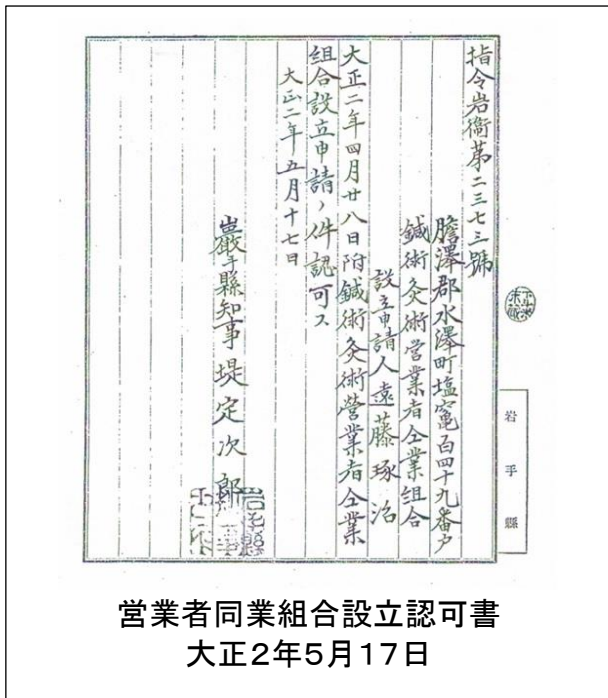 指令岩衞第二三七三號
膽澤郡水澤町塩竃百四十九番戸
鍼術灸術営業者仝業組合
設立申請人遠藤琢治
大正二年四月廿八日附鍼術灸術營業者仝業
組合設立申請ノ件認可ス
大正二年五月十七日
巖手縣知事堤定次郎
岩手縣
営業者同業組合設立認可書
大正2年5月17日